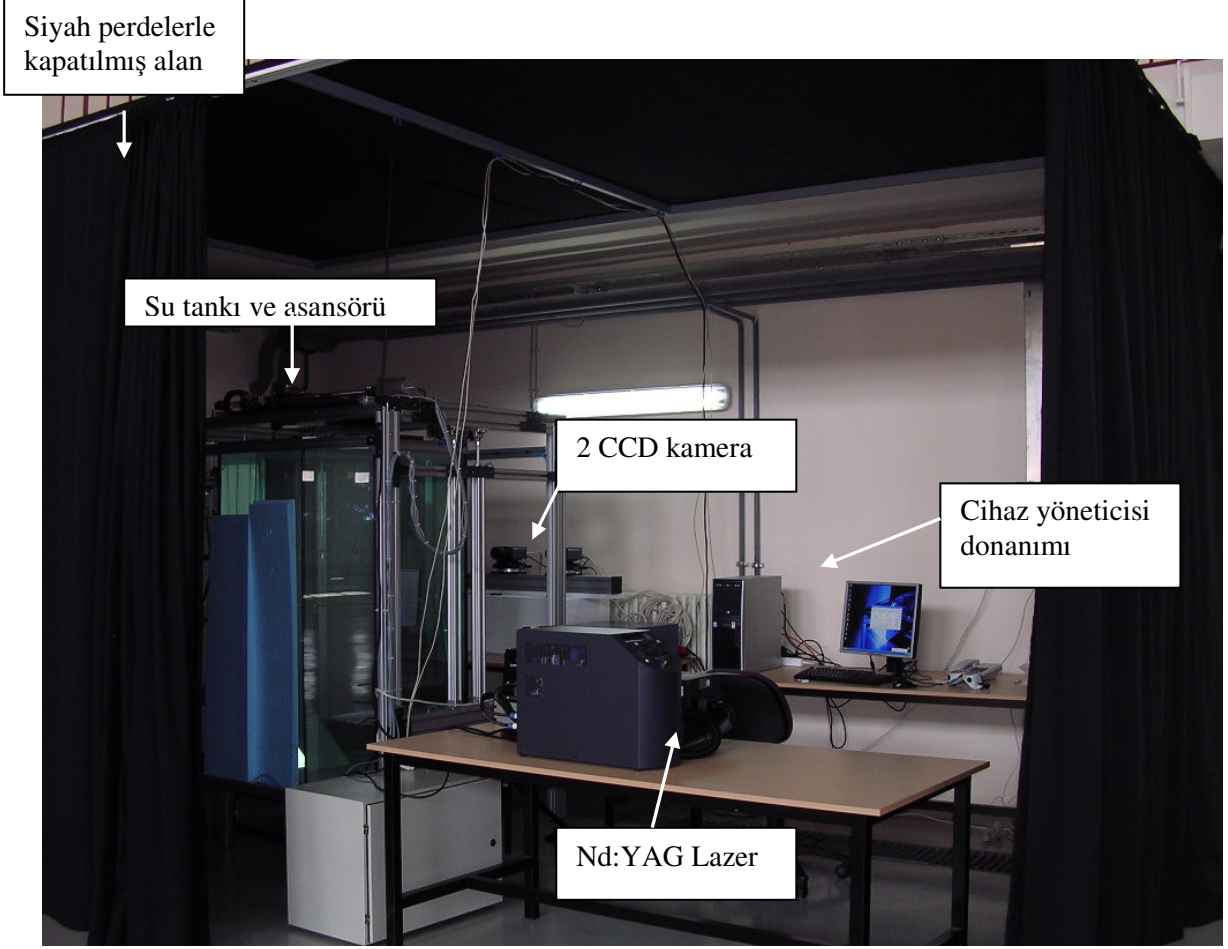 Siyah perdelerle
kapatılmış alan
Su tankı ve asansörü
2 CCD kamera
Cihaz yöneticisi
donanımı
Nd:YAG Lazer